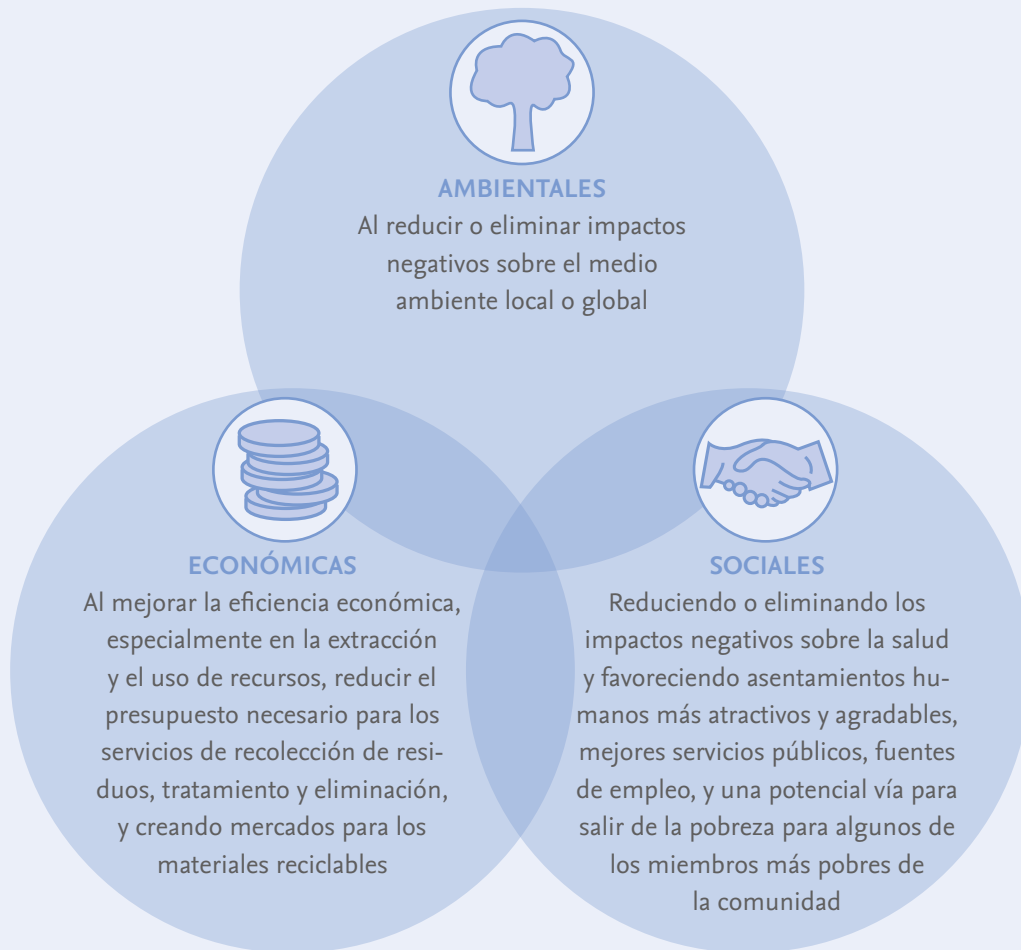 AMBIENTALES
Al reducir o eliminar impactos
negativos sobre el medio
ambiente local o global
ECONÓMICAS
Al mejorar la eficiencia económica,
especialmente en la extracción
y el uso de recursos, reducir el
presupuesto necesario para los
servicios de recolección de resi-
duos, tratamiento y eliminación,
y creando mercados para los
materiales reciclables
SOCIALES
Reduciendo o eliminando los
impactos negativos sobre la salud
y favoreciendo asentamientos hu-
manos más atractivos y agradables,
mejores servicios públicos, fuentes
de empleo, y una potencial vía para
salir de la pobreza para algunos de
los miembros más pobres de
la comunidad